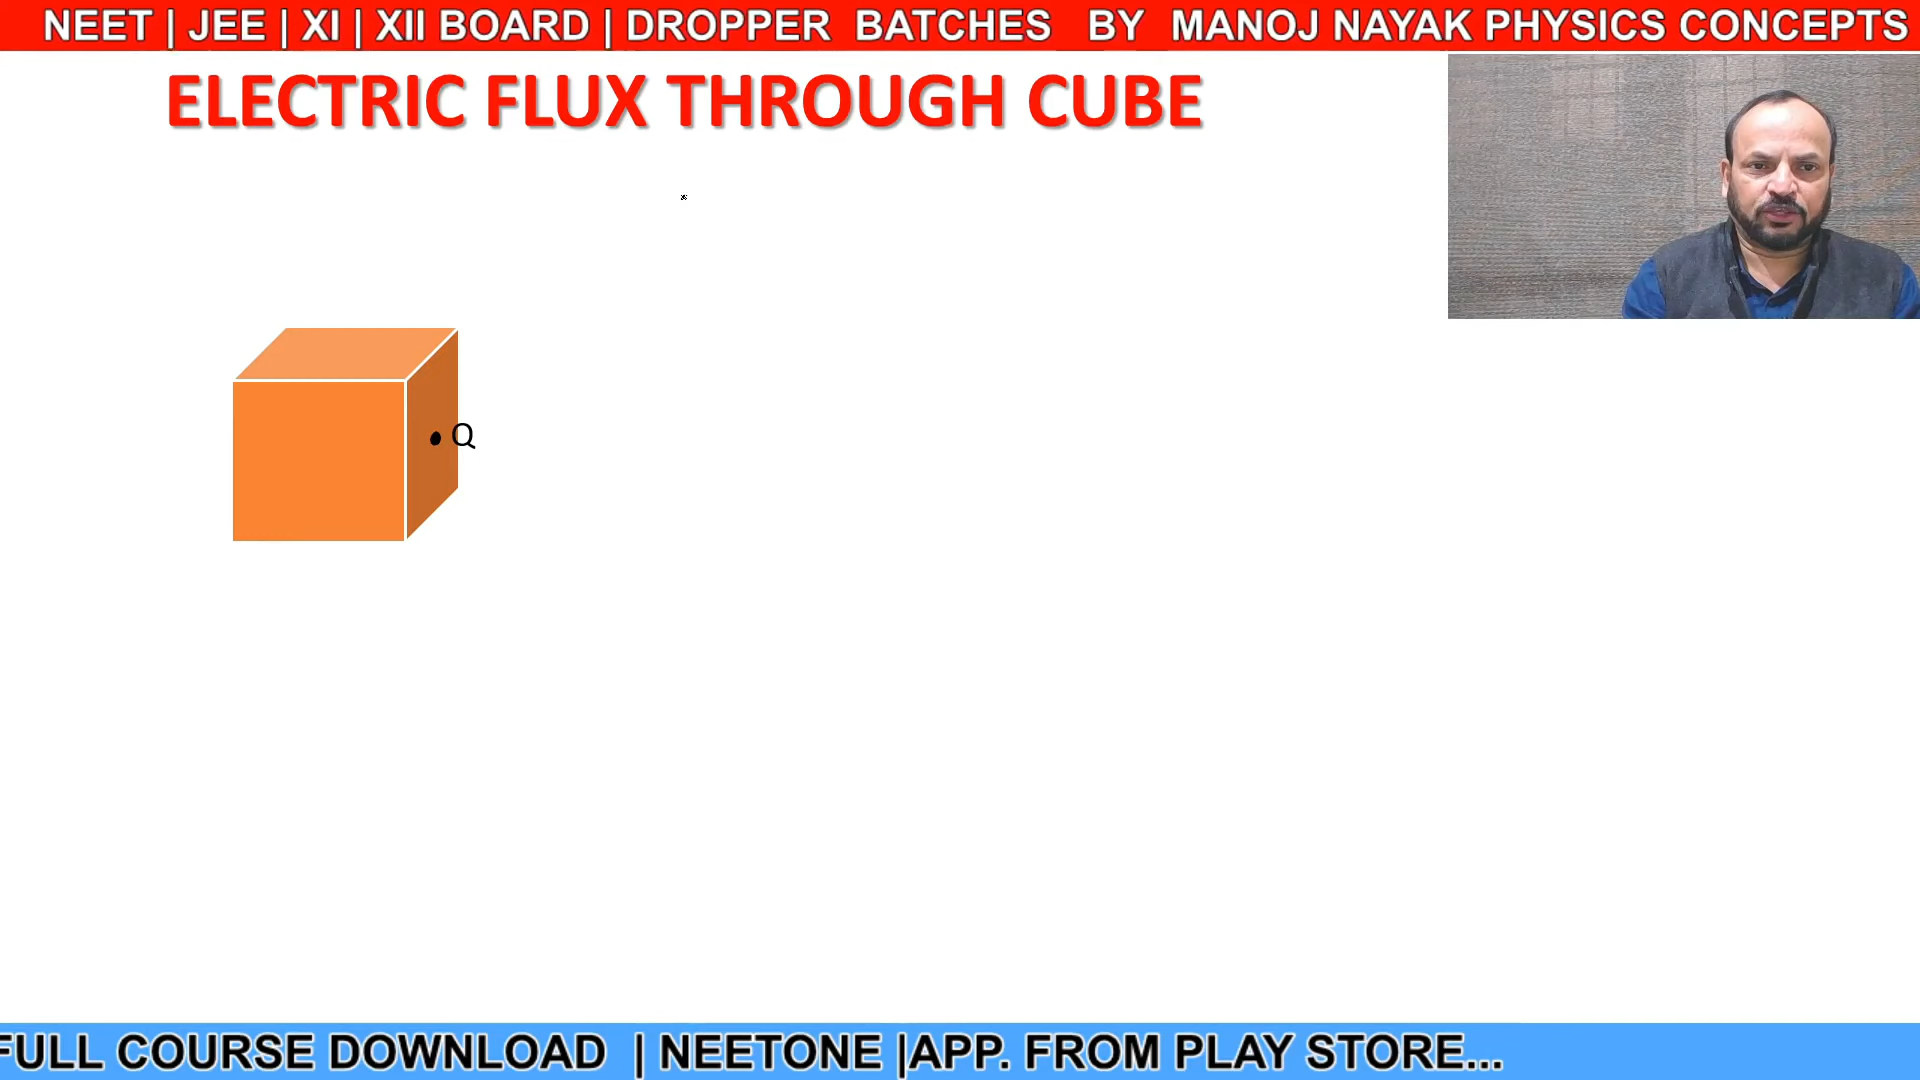 NEET | JEE | XI | XII BOARD | DROPPER BATCHES BY MANOJ NAYAK PHYSICS CONCEPTS
ELECTRIC FLUX THROUGH CUBE
Q
FULL COURSE DOWNLOAD | NEETONE |APP. FROM PLAY STORE...